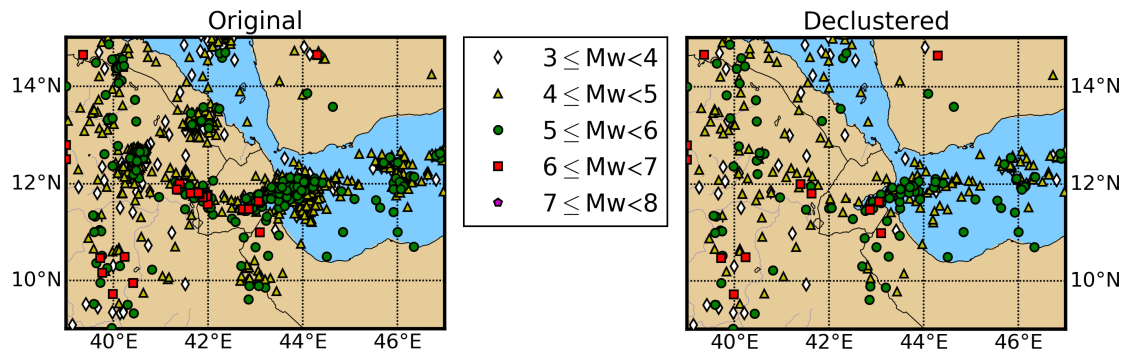 Original
Declustered
14°N
12°N
10°N
40°E 42°E 44°E 46°E
3 ≤ Mw<4
4 ≤ Mw<5
5 ≤ Mw<6
6 ≤ Mw<7
7 ≤ Mw<8
14°N
12°N
10°N
40°E 42°E 44°E 46°E